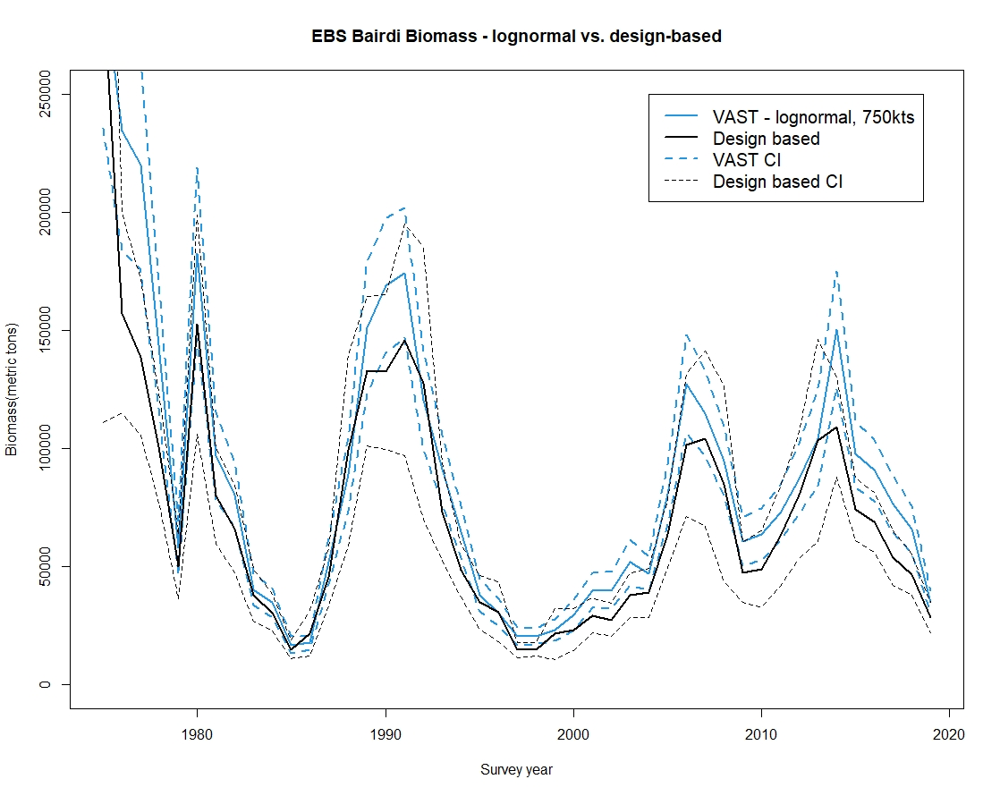 EBS Bairdi Biomass - lognormal vs. design-based
VAST - lognormal, 750kts
Design based
VAST CI
Design based CI
Biomass(metric tons)
250000
200000
150000
100000
50000
0
1980
1990
2000
2010
2020
Survey year